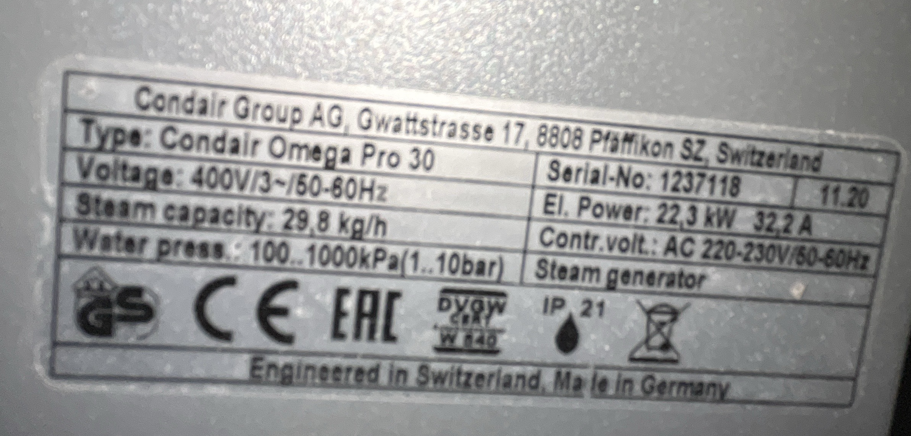 Condair Group AG, Gwattstrasse 17, 8808 Pfäffikon SZ, Switzerland
Type: Condair Omega Pro 30
Serial-No: 1237118 11.20
Voltage: 400V/3~/50-60Hz
El. Power: 22,3 kW 32,2 A
Steam capacity: 29,8 kg/h
Contr.volt.: AC 220-230V/50-60Hz
Water press.: 100..1000kPa(1..10bar)
Steam generator
GS CE EAC DVGW IP 21
CERT
W 540
Engineered in Switzerland, Made in Germany